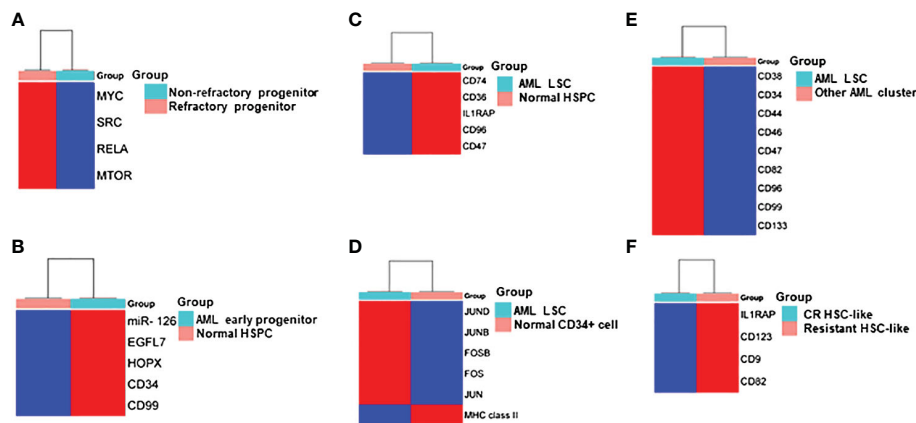 A
Group
Group
Non-refractory progenitor
Refractory progenitor
MYC
SRC
RELA
MTOR
B
Group
Group
AML early progenitor
Normal HSPC
miR- 126
EGFL7
HOPX
CD34
CD99
C
Group
Group
AML LSC
Normal HSPC
CD74
CD36
IL1RAP
CD96
CD47
D
Group
Group
AML LSC
Normal CD34+ cell
JUND
JUNB
FOSB
FOS
JUN
MHC class II
E
Group
Group
AML LSC
Other AML cluster
CD38
CD34
CD44
CD46
CD47
CD82
CD96
CD99
CD133
F
Group
Group
CR HSC-like
Resistant HSC-like
IL1RAP
CD123
CD9
CD82